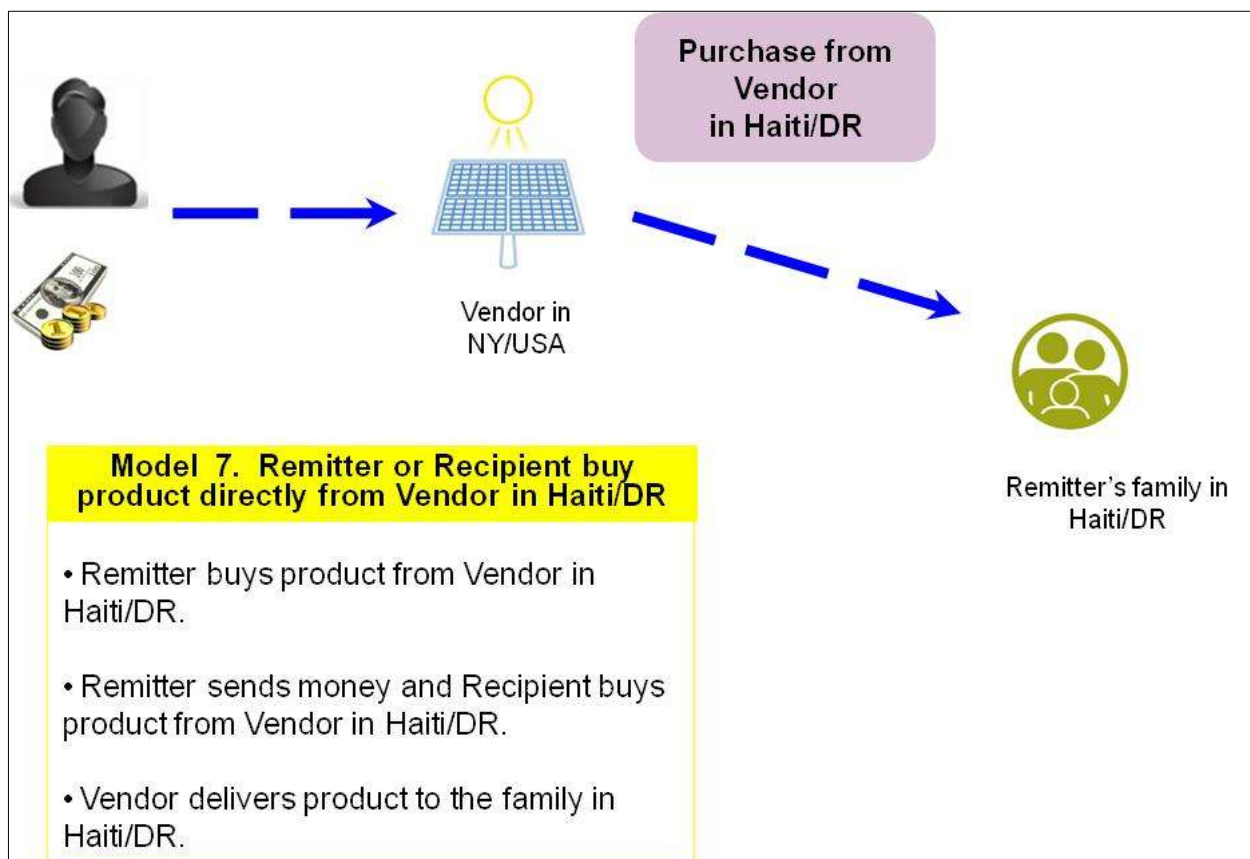 Purchase from
Vendor
in Haiti/DR
Vendor in
NY/USA
Remitter's family in
Haiti/DR
Model 7. Remitter or Recipient buy
product directly from Vendor in Haiti/DR
• Remitter buys product from Vendor in
Haiti/DR.
• Remitter sends money and Recipient buys
product from Vendor in Haiti/DR.
• Vendor delivers product to the family in
Haiti/DR.